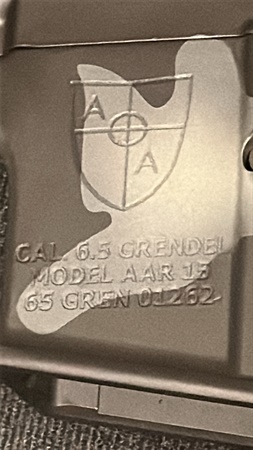 A
A
CAL. 6.5 GRENDEL
MODEL AAR 15
65 GREN 01262